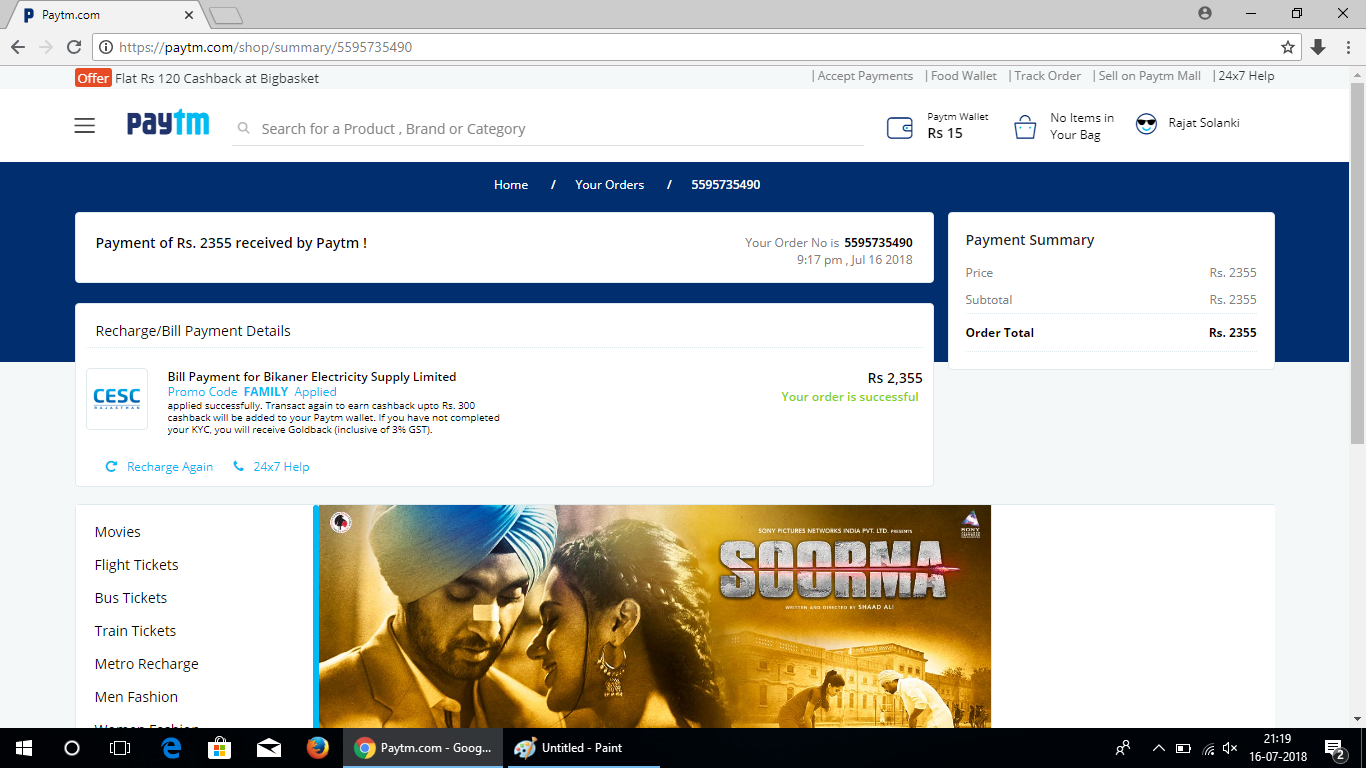 Paytm.com
https://paytm.com/shop/summary/5595735490
Offer Flat Rs 120 Cashback at Bigbasket
| Accept Payments | Food Wallet | Track Order | Sell on Paytm Mall | 24x7 Help
paytm
Search for a Product , Brand or Category
Paytm Wallet
Rs 15
No Items in
Your Bag
Rajat Solanki
Home / Your Orders / 5595735490
Payment of Rs. 2355 received by Paytm !
Your Order No is 5595735490
9:17 pm , Jul 16 2018
Payment Summary
Price Rs. 2355
Subtotal Rs. 2355
Order Total Rs. 2355
Recharge/Bill Payment Details
CESC
RAJASTHAN
Bill Payment for Bikaner Electricity Supply Limited
Promo Code FAMILY Applied
applied successfully. Transact again to earn cashback upto Rs. 300
cashback will be added to your Paytm wallet. If you have not completed
your KYC, you will receive Goldback (inclusive of 3% GST).
Rs 2,355
Your order is successful
Recharge Again 24x7 Help
Movies
Flight Tickets
Bus Tickets
Train Tickets
Metro Recharge
Men Fashion
Women Fashion
SONY PICTURES NETWORKS INDIA PVT. LTD. PRESENTS
SOORMA
WRITTEN AND DIRECTED BY SHAAD ALI
SONY
Paytm.com - Goog...
Untitled - Paint
21:19
16-07-2018
2